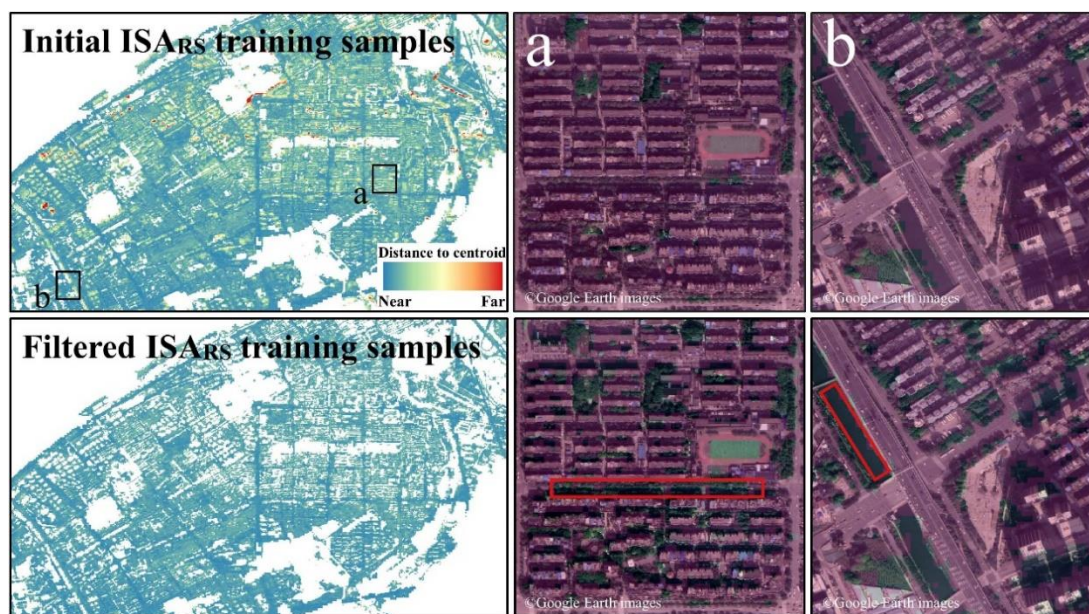 Initial ISARS training samples
a
b
Distance to centroid
Near Far
a
©Google Earth images
b
©Google Earth images
Filtered ISARS training samples
©Google Earth images
©Google Earth images